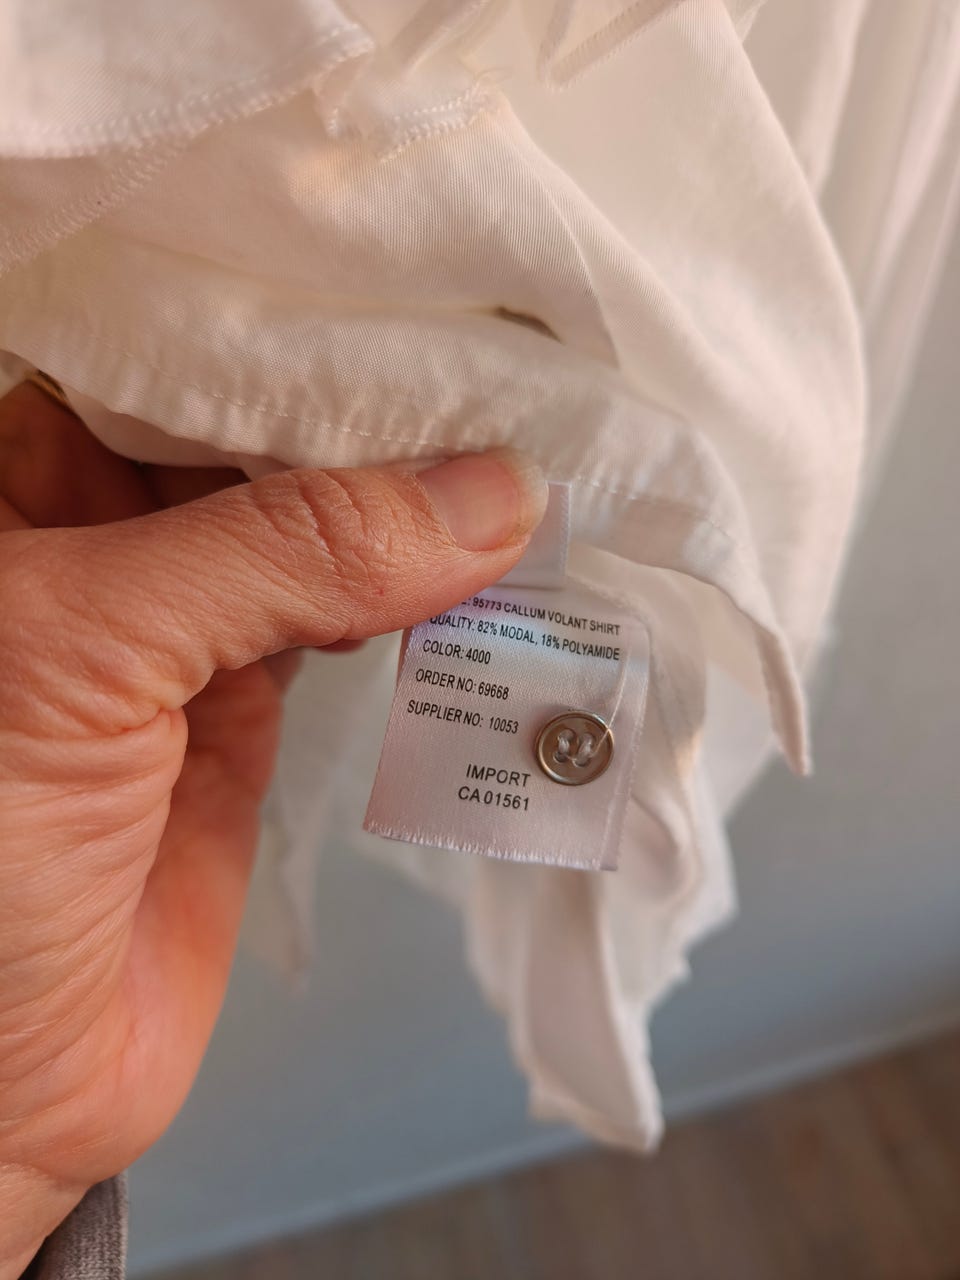 : 95773 CALLUM VOLANT SHIRT
QUALITY: 82% MODAL, 18% POLYAMIDE
COLOR: 4000
ORDER NO: 69668
SUPPLIER NO: 10053
IMPORT
CA 01561